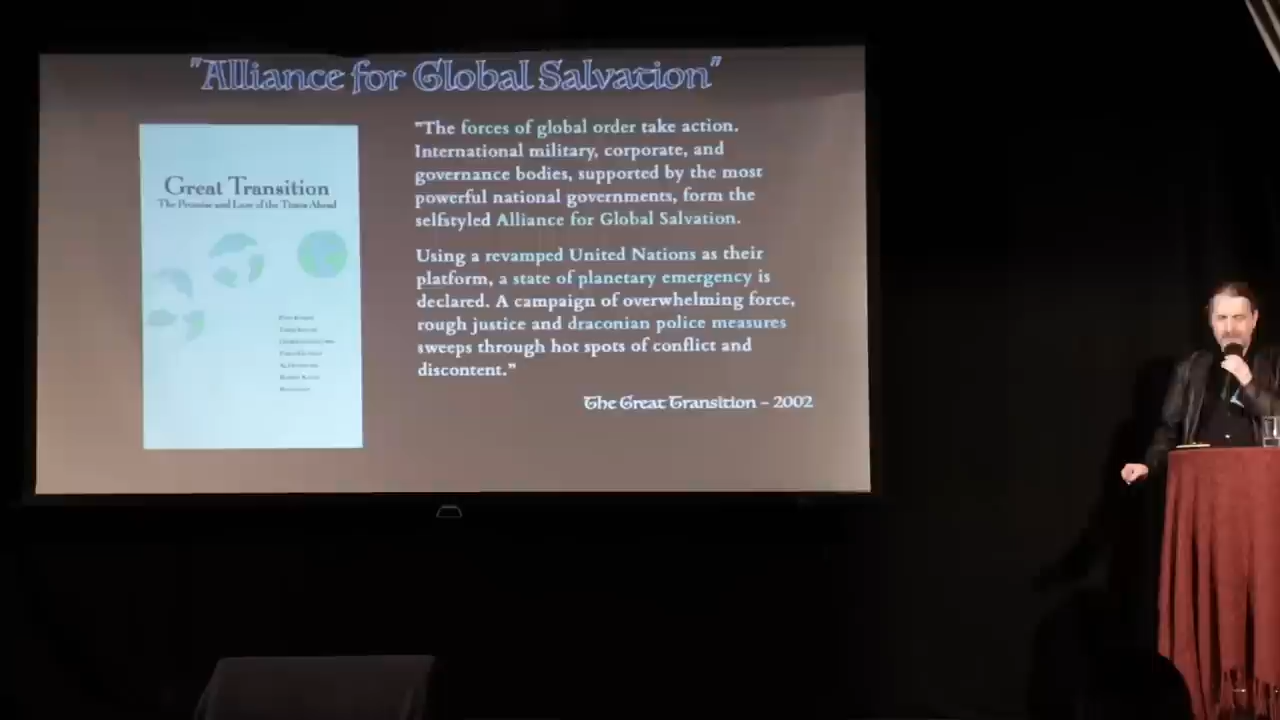 "Alliance for Global Salvation"
Great Transition
The Promise and Lure of the Times Ahead
"The forces of global order take action.
International military, corporate, and
governance bodies, supported by the most
powerful national governments, form the
selfstyled Alliance for Global Salvation.
Using a revamped United Nations as their
platform, a state of planetary emergency is
declared. A campaign of overwhelming force,
rough justice and draconian police measures
sweeps through hot spots of conflict and
discontent."
The Great Transition – 2002